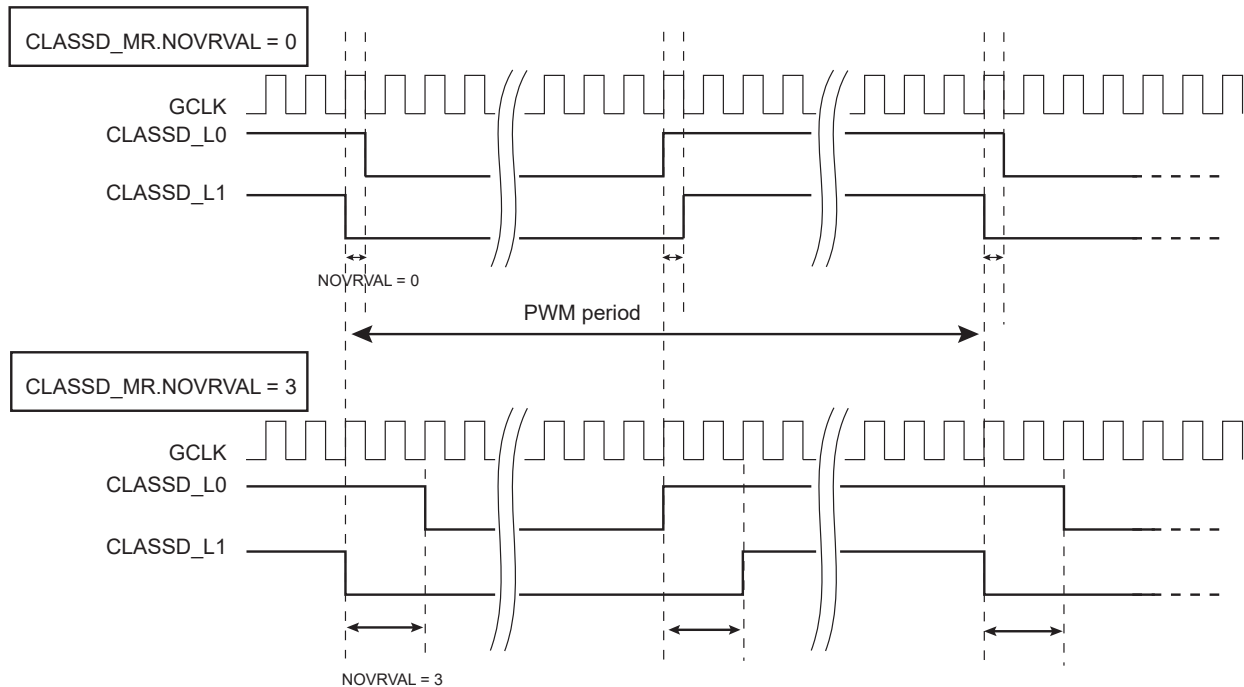 CLASSD_MR.NOVRVAL = 0
GCLK
CLASSD_L0
CLASSD_L1
NOVRVAL = 0
PWM period
CLASSD_MR.NOVRVAL = 3
GCLK
CLASSD_L0
CLASSD_L1
NOVRVAL = 3